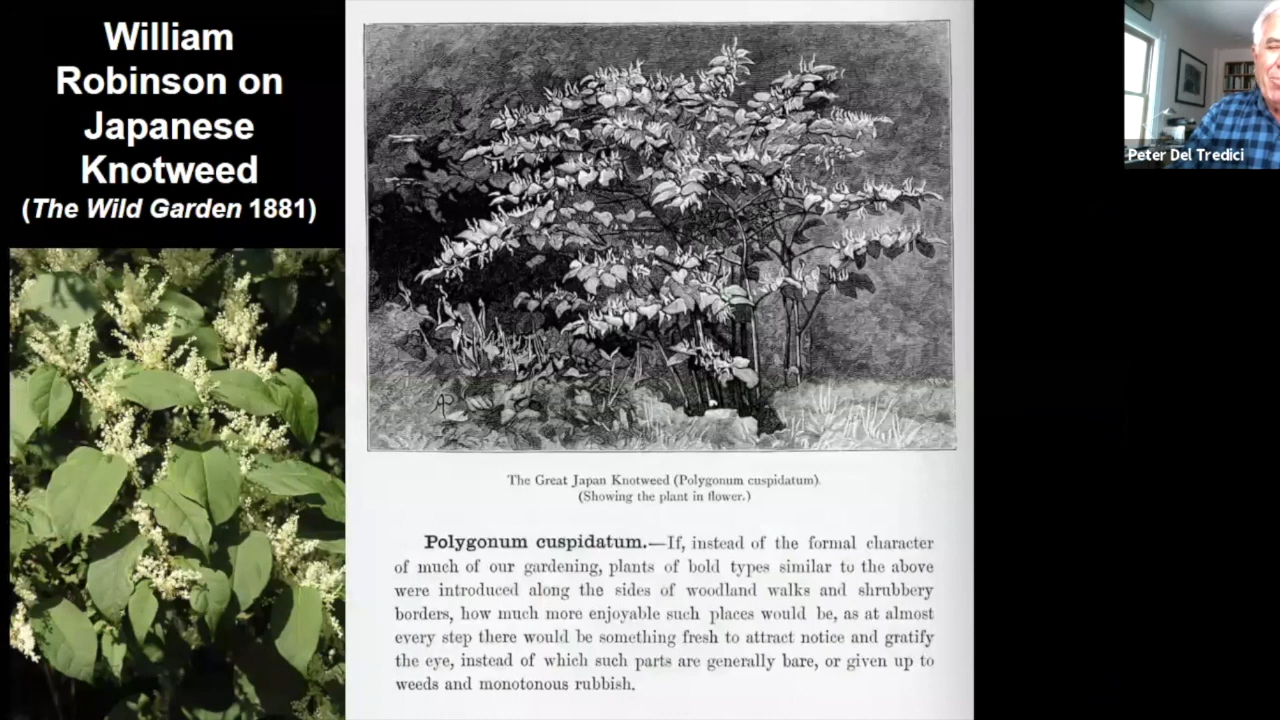 William
Robinson on
Japanese
Knotweed
(The Wild Garden 1881)
Peter Del Tredici
The Great Japan Knotweed (Polygonum cuspidatum).
(Showing the plant in flower.)
Polygonum cuspidatum.—If, instead of the formal character
of much of our gardening, plants of bold types similar to the above
were introduced along the sides of woodland walks and shrubbery
borders, how much more enjoyable such places would be, as at almost
every step there would be something fresh to attract notice and gratify
the eye, instead of which such parts are generally bare, or given up to
weeds and monotonous rubbish.